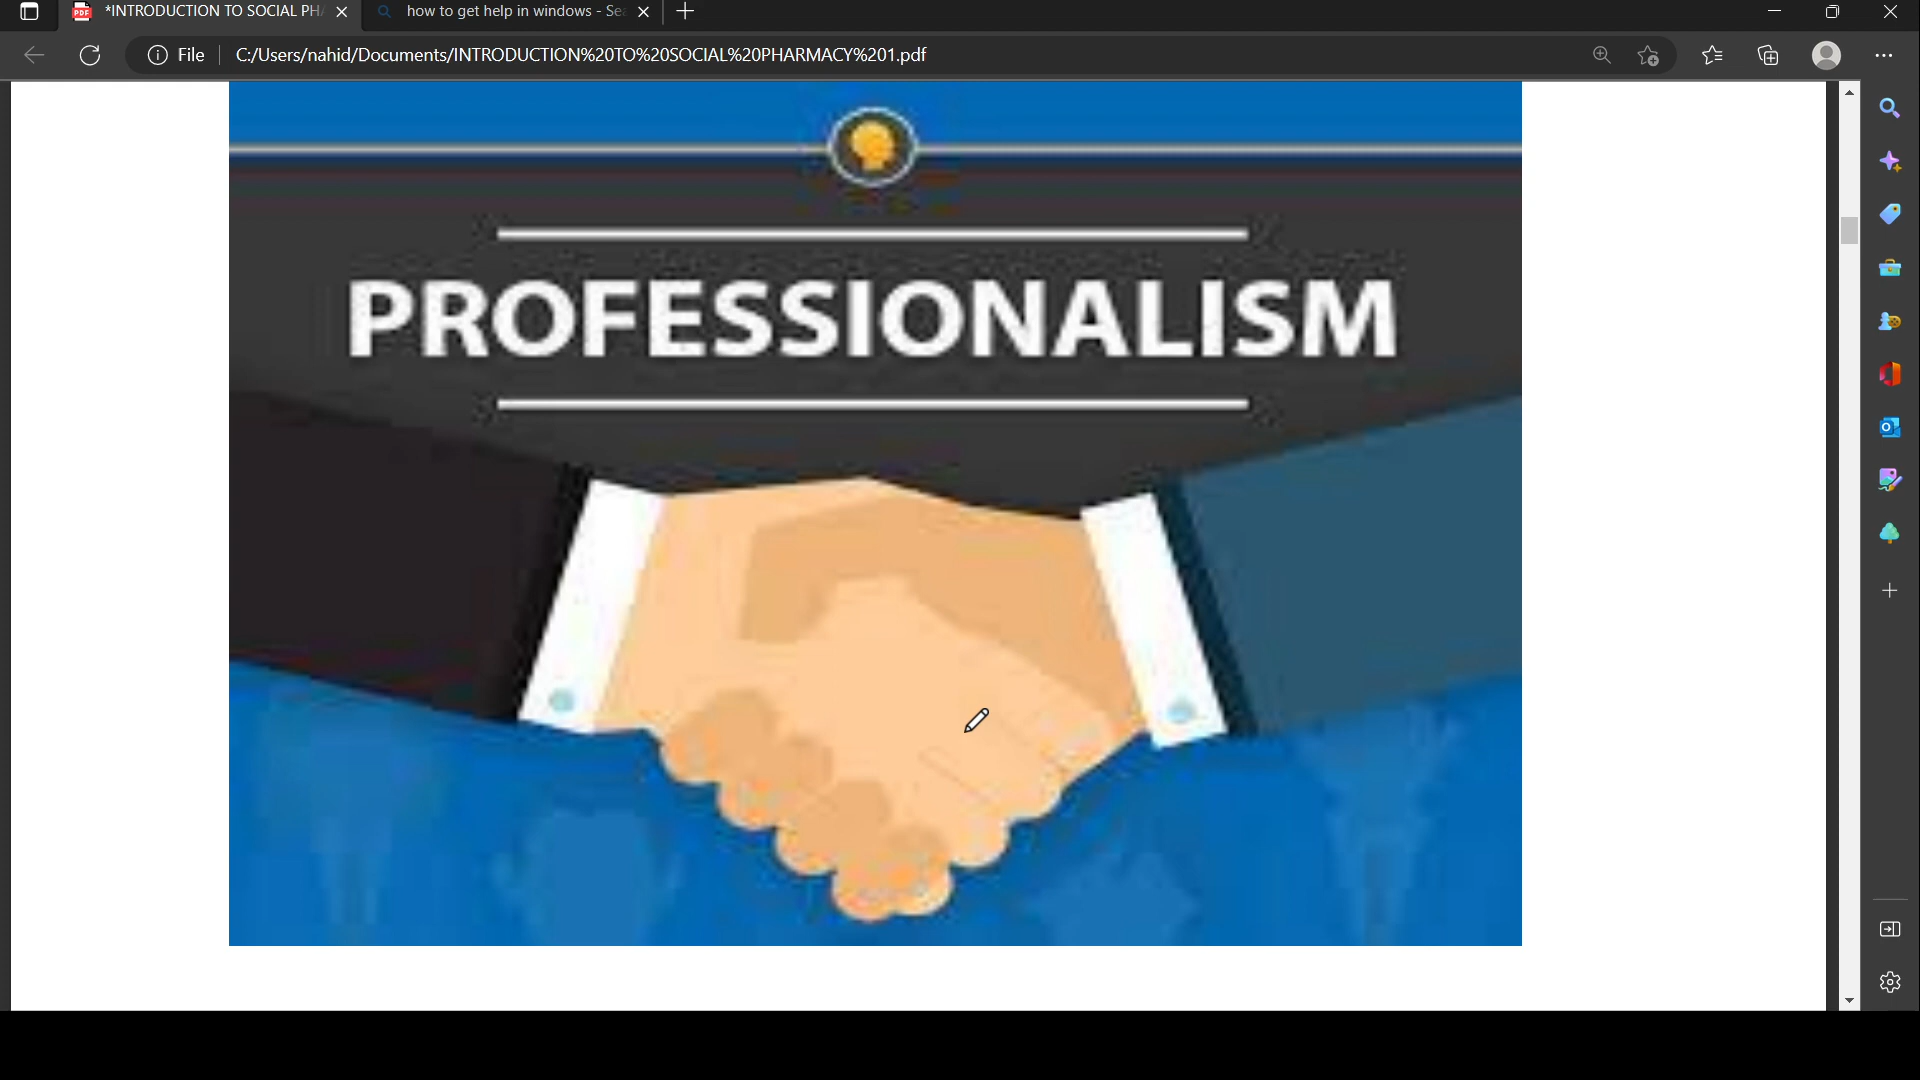 *INTRODUCTION TO SOCIAL PH
how to get help in windows - Sea
File
C:/Users/nahid/Documents/INTRODUCTION%20TO%20SOCIAL%20PHARMACY%201.pdf
PROFESSIONALISM